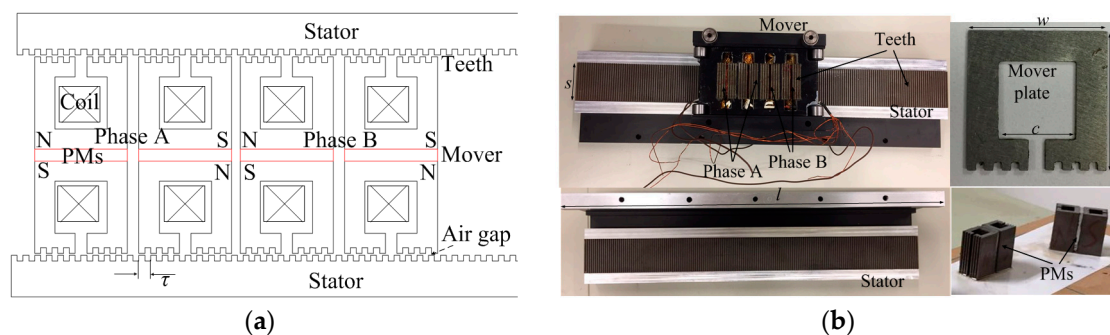 Stator
Teeth
Coil
N
Phase A
S
N
Phase B
S
PMs
Mover
S
N
S
N
Air gap
τ
Stator
(a)
Mover
Teeth
s
Stator
Phase A
Phase B
l
Stator
w
Mover
plate
c
PMs
(b)